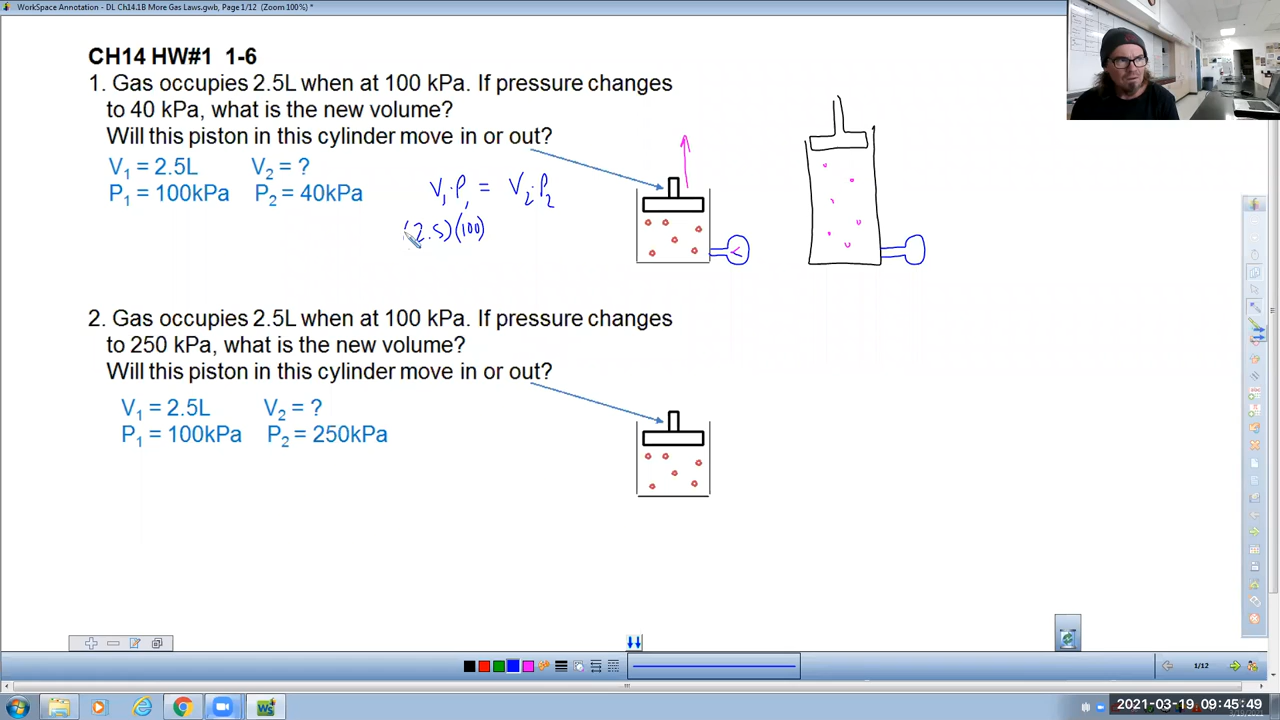 WorkSpace Annotation - DL Ch14.1B More Gas Laws.gwb, Page 1/12 (Zoom 100%) *
CH14 HW#1 1-6
1. Gas occupies 2.5L when at 100 kPa. If pressure changes
to 40 kPa, what is the new volume?
Will this piston in this cylinder move in or out?
V₁ = 2.5L V₂ = ?
P₁ = 100kPa P₂ = 40kPa
V₁·P₁ = V₂·P₂
(2.5)(100)
2. Gas occupies 2.5L when at 100 kPa. If pressure changes
to 250 kPa, what is the new volume?
Will this piston in this cylinder move in or out?
V₁ = 2.5L V₂ = ?
P₁ = 100kPa P₂ = 250kPa
1/12
2021-03-19 09:45:49